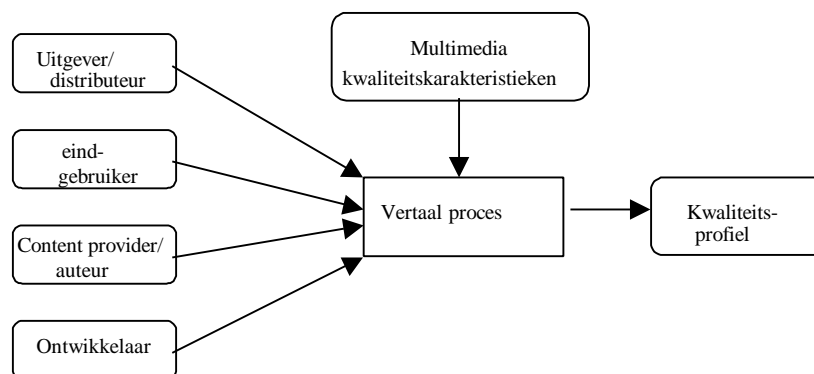 Uitgever/
distributeur
eind-
gebruiker
Content provider/
auteur
Ontwikkelaar
Multimedia
kwaliteitskarakteristieken
Vertaal proces
Kwaliteits-
profiel